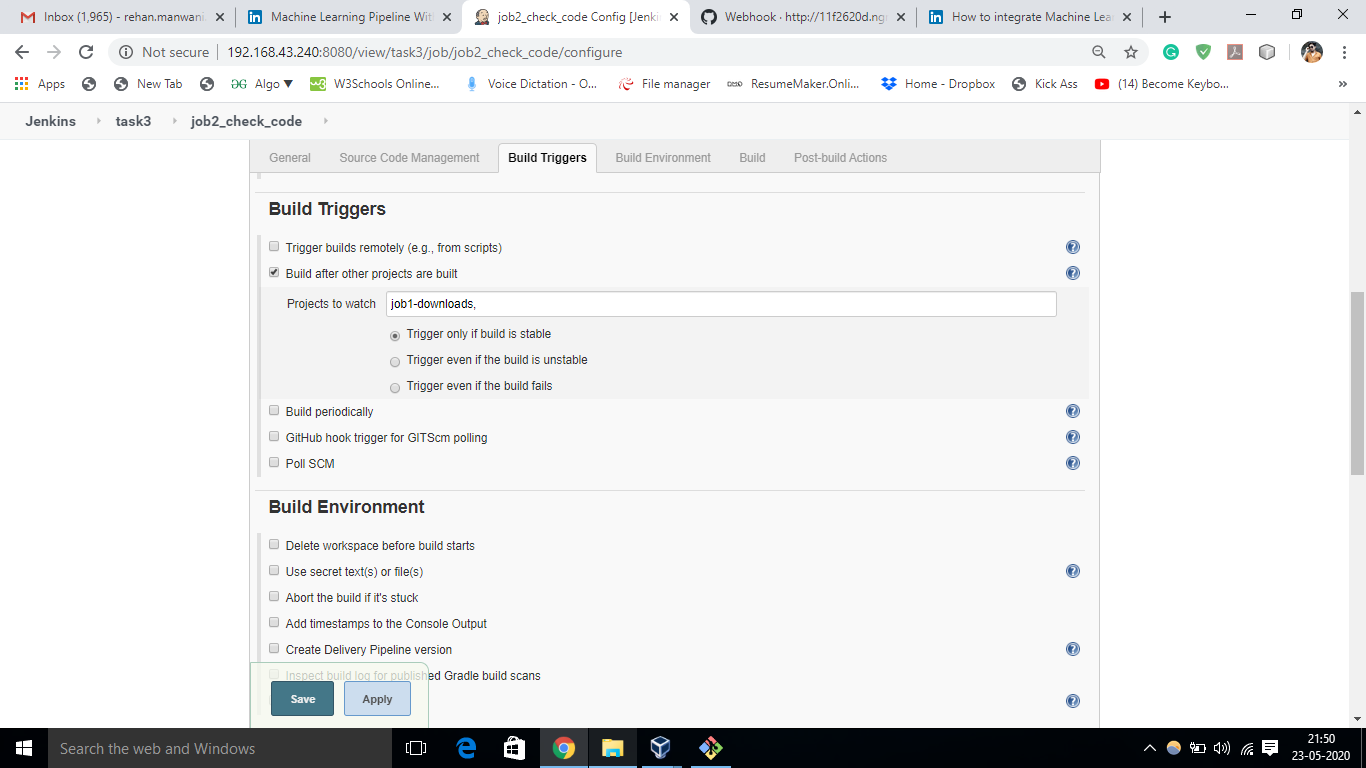 Inbox (1,965) - rehan.manwani
Machine Learning Pipeline Wit
job2_check_code Config [Jenki
Webhook · http://11f2620d.ngr
How to integrate Machine Lea
Not secure
192.168.43.240:8080/view/task3/job/job2_check_code/configure
Apps
New Tab
Algo ▼
W3Schools Online...
Voice Dictation - O...
File manager
ResumeMaker.Onli...
Home - Dropbox
Kick Ass
(14) Become Keybo...
»
Jenkins
task3
job2_check_code
General
Source Code Management
Build Triggers
Build Environment
Build
Post-build Actions
Build Triggers
Trigger builds remotely (e.g., from scripts)
Build after other projects are built
Projects to watch
job1-downloads,
Trigger only if build is stable
Trigger even if the build is unstable
Trigger even if the build fails
Build periodically
GitHub hook trigger for GITScm polling
Poll SCM
Build Environment
Delete workspace before build starts
Use secret text(s) or file(s)
Abort the build if it's stuck
Add timestamps to the Console Output
Create Delivery Pipeline version
Inspect build log for published Gradle build scans
Save
Apply
Search the web and Windows
21:50
23-05-2020